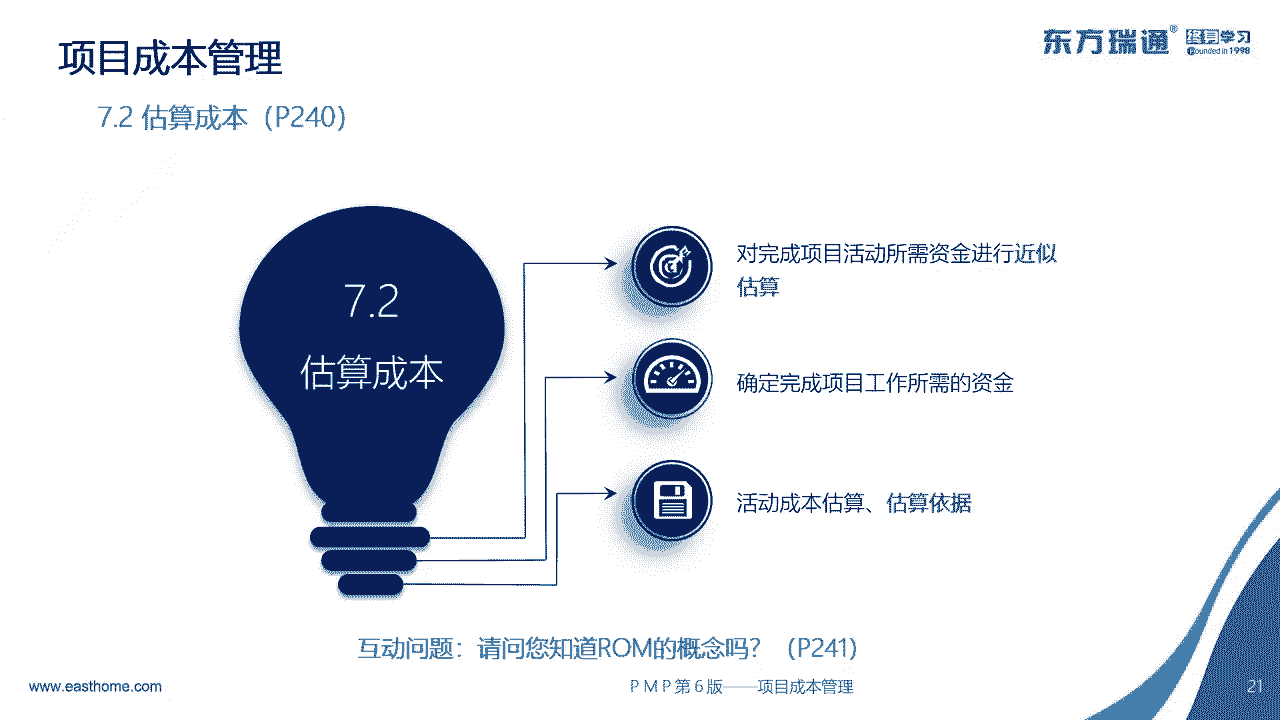 项目成本管理
东方瑞通®
终身学习
Founded in 1998
7.2 估算成本（P240）
7.2
估算成本
对完成项目活动所需资金进行近似
估算
确定完成项目工作所需的资金
活动成本估算、估算依据
互动问题：请问您知道ROM的概念吗？（P241）
www.easthome.com
PMP第6版——项目成本管理
21